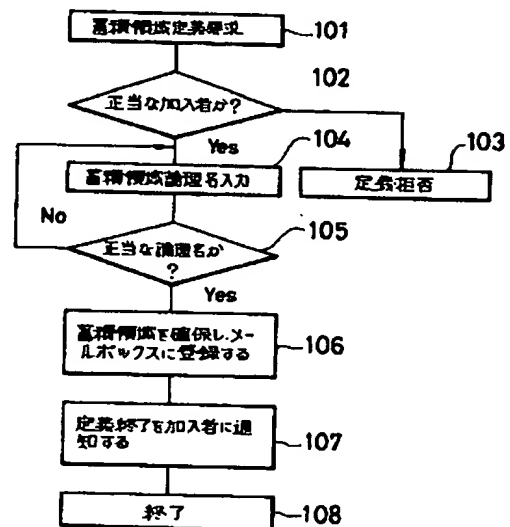 蓄積領域定義要求
101
102
正当な加入者か?
Yes
104
103
蓄積領域論理名入力
定義拒否
No
105
正当な論理名か
?
Yes
蓄積領域を確保し、メー
ルボックスに登録する
106
定義終了を加入者に通
知する
107
終了
108